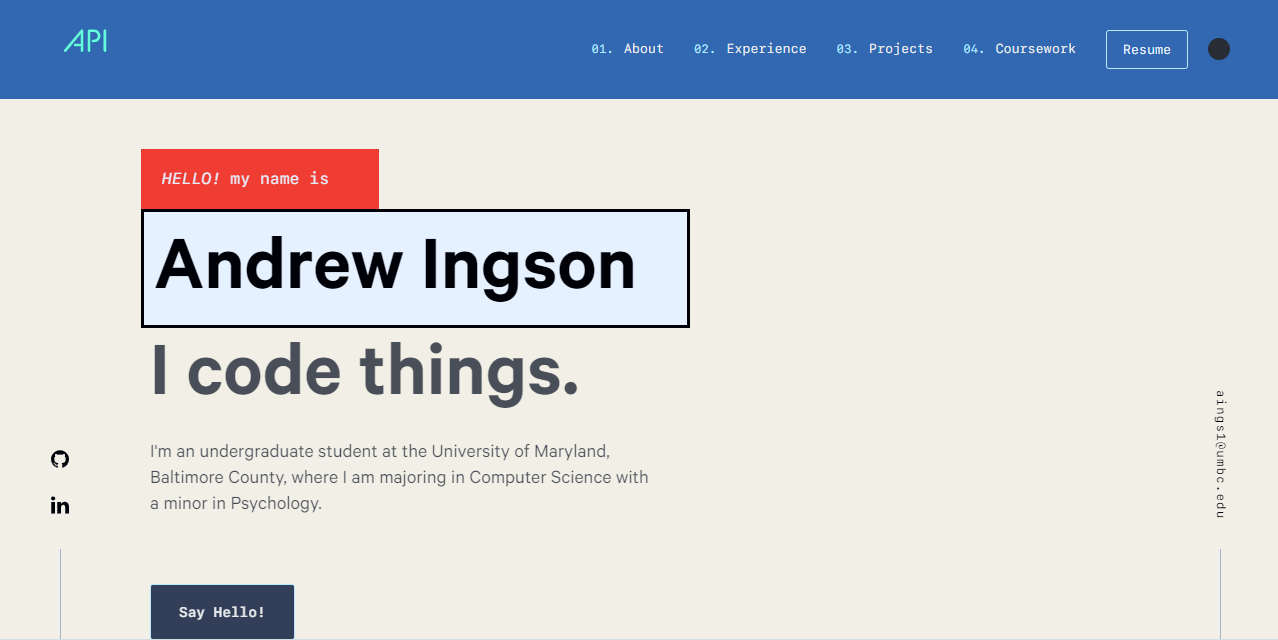 API
01. About
02. Experience
03. Projects
04. Coursework
Resume
HELLO! my name is
Andrew Ingson
I code things.
I'm an undergraduate student at the University of Maryland,
Baltimore County, where I am majoring in Computer Science with
a minor in Psychology.
in
Say Hello!
aings1@umbc.edu